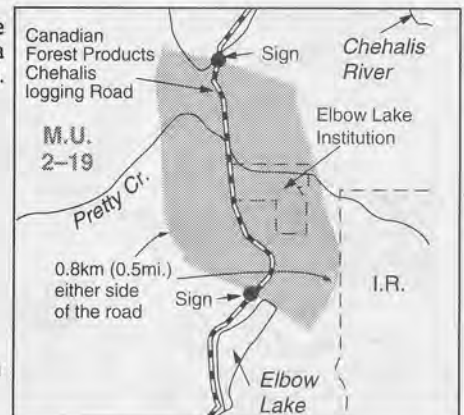 Canadian
Forest Products
Chehalis
logging Road
Sign
Chehalis
River
Elbow Lake
Institution
M.U.
2–19
Pretty Cr.
0.8km (0.5mi.)
either side
of the road
Sign
I.R.
Elbow
Lake